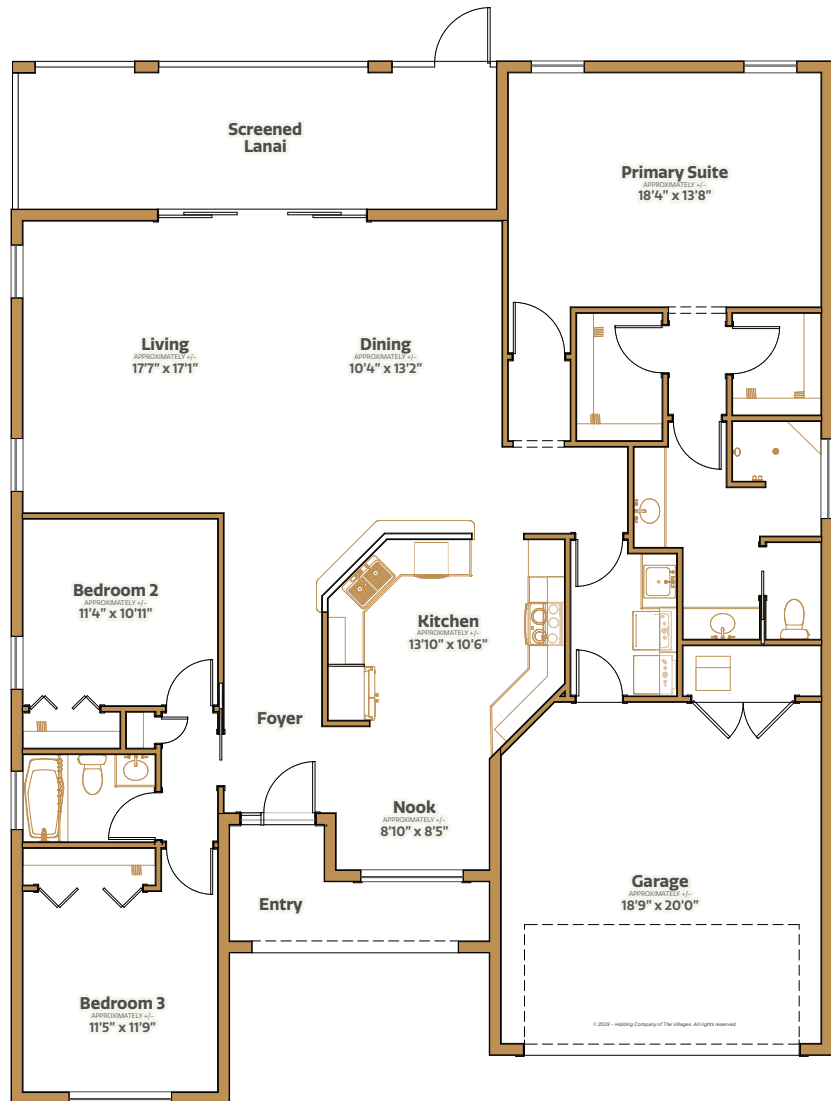 Screened
Lanai
Primary Suite
APPROXIMATELY +/-
18’4” x 13’8”
Living
APPROXIMATELY +/-
17’7” x 17’1”
Dining
APPROXIMATELY +/-
10’4” x 13’2”
Bedroom 2
APPROXIMATELY +/-
11’4” x 10’11”
Kitchen
APPROXIMATELY +/-
13’10” x 10’6”
Foyer
Nook
APPROXIMATELY +/-
8’10” x 8’5”
Entry
Garage
APPROXIMATELY +/-
18’9” x 20’0”
Bedroom 3
APPROXIMATELY +/-
11’5” x 11’9”
© 2023 – Holding Company of The Villages. All rights reserved.